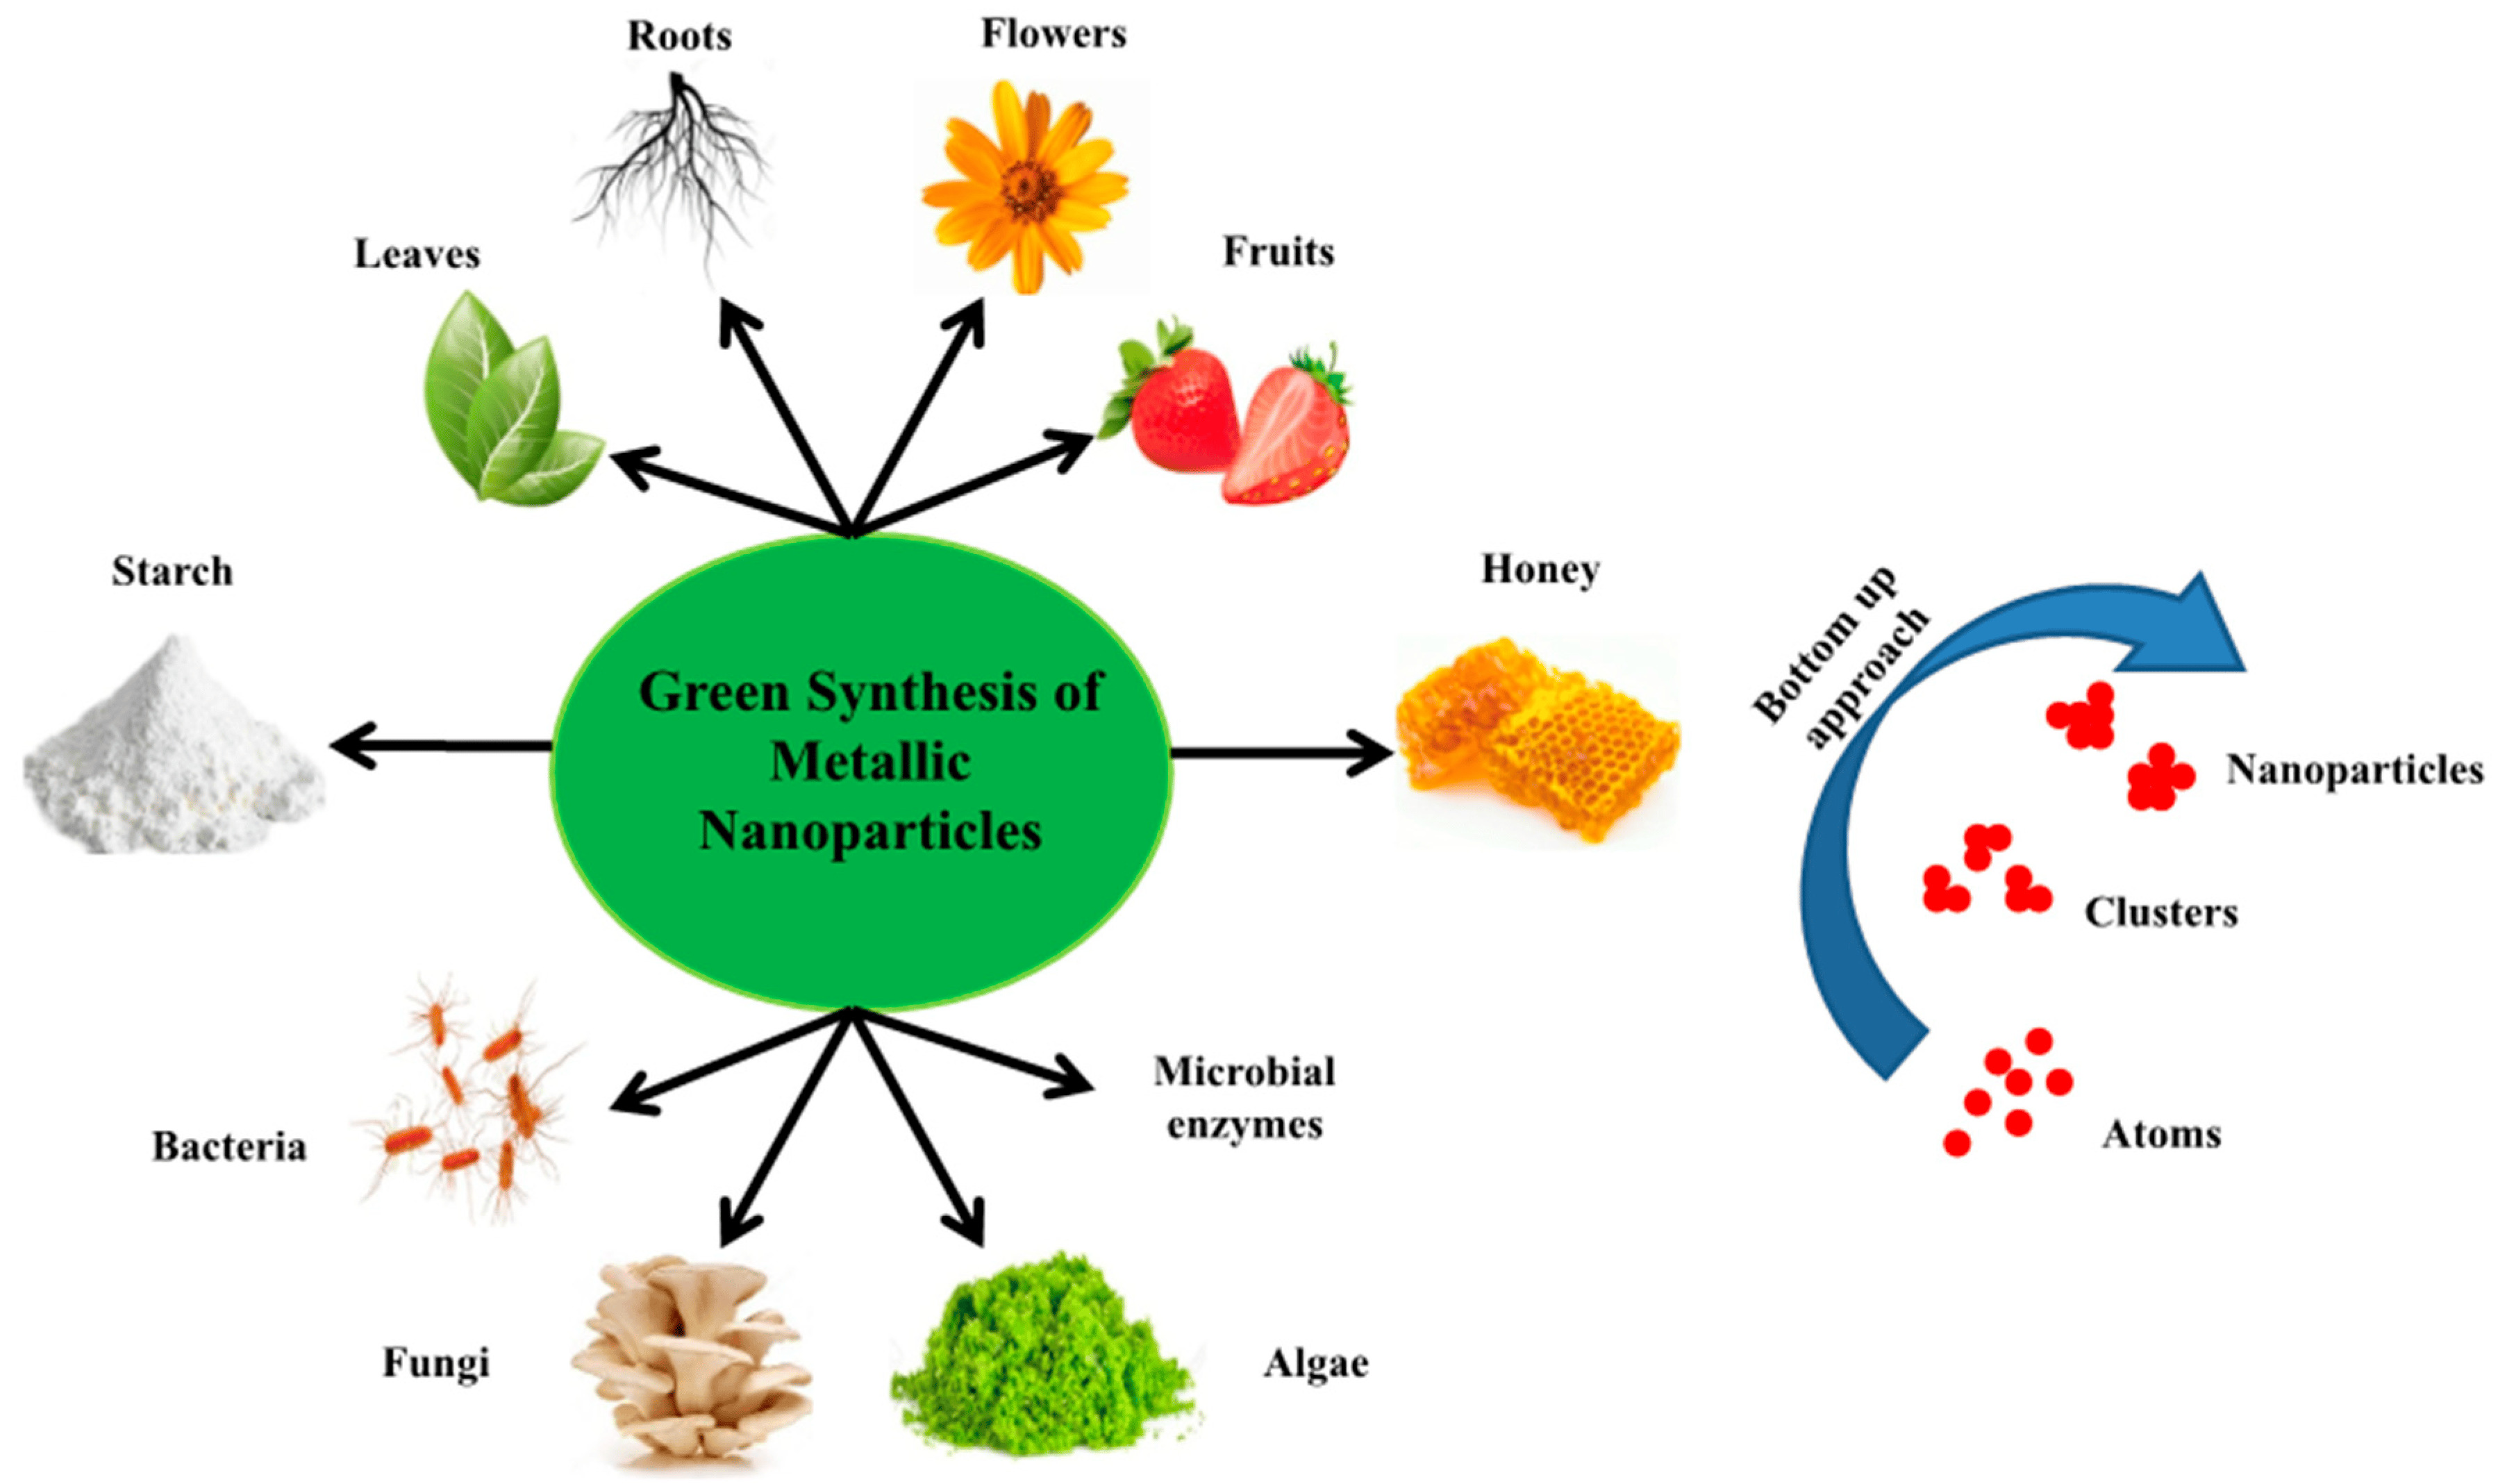 Roots
Flowers
Leaves
Fruits
Starch
Honey
Green Synthesis of
Metallic
Nanoparticles
Bacteria
Microbial
enzymes
Fungi
Algae
Bottom up
approach
Nanoparticles
Clusters
Atoms